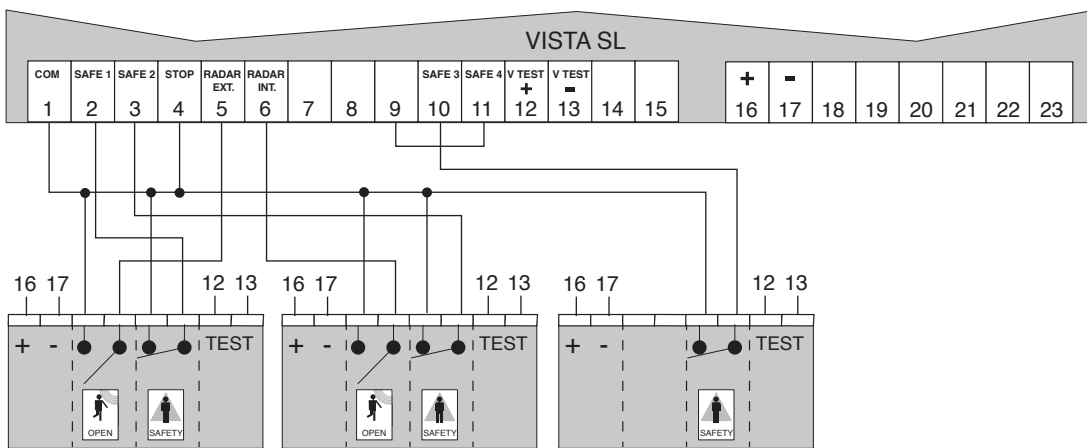 VISTA SL
COM SAFE 1 SAFE 2 STOP RADAR EXT. RADAR INT. SAFE 3 SAFE 4 V TEST + V TEST - + -
1 2 3 4 5 6 7 8 9 10 11 12 13 14 15 16 17 18 19 20 21 22 23
16 17 12 13 16 17 12 13 16 17 12 13
+ - TEST + - TEST + - TEST
OPEN SAFETY OPEN SAFETY SAFETY